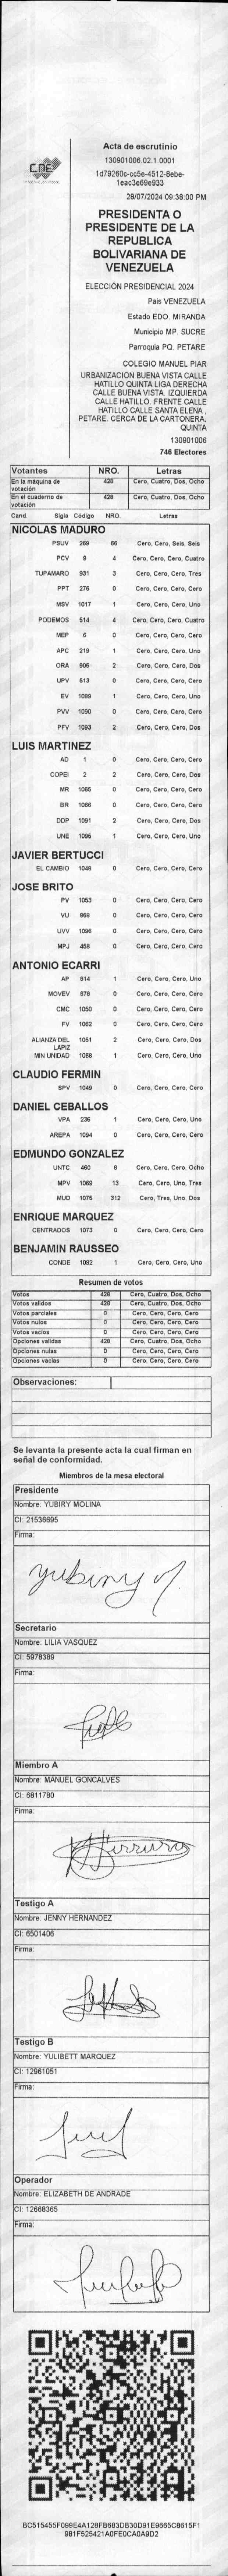 CNE
Acta de escrutinio
130901006.02.1.0001
1d79260c-cc5e-4512-8ebe-
1eac3e69e933
28/07/2024 09:38:00 PM
PRESIDENTA O
PRESIDENTE DE LA
REPUBLICA
BOLIVARIANA DE
VENEZUELA
ELECCIÓN PRESIDENCIAL 2024
Pais VENEZUELA
Estado EDO. MIRANDA
Municipio MP. SUCRE
Parroquia PQ. PETARE
COLEGIO MANUEL PIAR
URBANIZACION BUENA VISTA CALLE
HATILLO QUINTA LIGA DERECHA
CALLE BUENA VISTA. IZQUIERDA
CALLE HATILLO. FRENTE CALLE
HATILLO CALLE SANTA ELENA ,
PETARE. CERCA DE LA CARTONERA.
QUINTA
130901006
746 Electores
Votantes NRO. Letras
En la máquina de votación 428 Cero, Cuatro, Dos, Ocho
En el cuaderno de votación 428 Cero, Cuatro, Dos, Ocho
Cand Sigla Codigo NRO. Letras
NICOLAS MADURO
PSUV 269 66 Cero, Cero, Seis, Seis
PCV 9 4 Cero, Cero, Cero, Cuatro
TUPAMARO 931 3 Cero, Cero, Cero, Tres
PPT 276 0 Cero, Cero, Cero, Cero
MSV 1017 1 Cero, Cero, Cero, Uno
PODEMOS 514 4 Cero, Cero, Cero, Cuatro
MEP 6 0 Cero, Cero, Cero, Cero
APC 219 1 Cero, Cero, Cero, Uno
ORA 906 2 Cero, Cero, Cero, Dos
UPV 613 0 Cero, Cero, Cero, Cero
EV 1089 1 Cero, Cero, Cero, Uno
PVV 1090 0 Cero, Cero, Cero, Cero
PFV 1093 2 Cero, Cero, Cero, Dos
LUIS MARTINEZ
AD 1 0 Cero, Cero, Cero, Cero
COPEI 2 2 Cero, Cero, Cero, Dos
MR 1066 0 Cero, Cero, Cero, Cero
BR 1086 0 Cero, Cero, Cero, Cero
DDP 1091 2 Cero, Cero, Cero, Dos
UNE 1095 1 Cero, Cero, Cero, Uno
JAVIER BERTUCCI
EL CAMBIO 1048 0 Cero, Cero, Cero, Cero
JOSE BRITO
PV 1053 0 Cero, Cero, Cero, Cero
VU 868 0 Cero, Cero, Cero, Cero
UVV 1096 0 Cero, Cero, Cero, Cero
MPJ 458 0 Cero, Cero, Cero, Cero
ANTONIO ECARRI
AP 814 1 Cero, Cero, Cero, Uno
MOVEV 878 0 Cero, Cero, Cero, Cero
CMC 1050 0 Cero, Cero, Cero, Cero
FV 1062 0 Cero, Cero, Cero, Cero
ALIANZA DEL LAPIZ 1051 2 Cero, Cero, Cero, Dos
MIN UNIDAD 1068 1 Cero, Cero, Cero, Uno
CLAUDIO FERMIN
SPV 1049 0 Cero, Cero, Cero, Cero
DANIEL CEBALLOS
VPA 236 1 Cero, Cero, Cero, Uno
AREPA 1094 0 Cero, Cero, Cero, Cero
EDMUNDO GONZALEZ
UNTC 460 8 Cero, Cero, Cero, Ocho
MPV 1069 13 Cero, Cero, Uno, Tres
MUD 1075 312 Cero, Tres, Uno, Dos
ENRIQUE MARQUEZ
CENTRADOS 1073 0 Cero, Cero, Cero, Cero
BENJAMIN RAUSSEO
CONDE 1092 1 Cero, Cero, Cero, Uno
Resumen de votos
Votos 428 Cero, Cuatro, Dos, Ocho
Votos validos 428 Cero, Cuatro, Dos, Ocho
Votos parciales 0 Cero, Cero, Cero, Cero
Votos nulos 0 Cero, Cero, Cero, Cero
Votos vacios 0 Cero, Cero, Cero, Cero
Opciones validas 428 Cero, Cuatro, Dos, Ocho
Opciones nulas 0 Cero, Cero, Cero, Cero
Opciones vacias 0 Cero, Cero, Cero, Cero
Observaciones:
Se levanta la presente acta la cual firman en
señal de conformidad.
Miembros de la mesa electoral
Presidente
Nombre: YUBIRY MOLINA
CI: 21536695
Firma:
Yubiry M
Secretario
Nombre: LILIA VASQUEZ
CI: 5978389
Firma:
Miembro A
Nombre: MANUEL GONCALVES
CI: 6811780
Firma:
Testigo A
Nombre: JENNY HERNANDEZ
CI: 6501406
Firma:
Testigo B
Nombre: YULIBETT MARQUEZ
CI: 12961051
Firma:
Operador
Nombre: ELIZABETH DE ANDRADE
CI: 12668365
Firma:
BC515455F099E4A128FB683DB30D91E9665C8615F1
981F525421A0FE0CA0A9D2